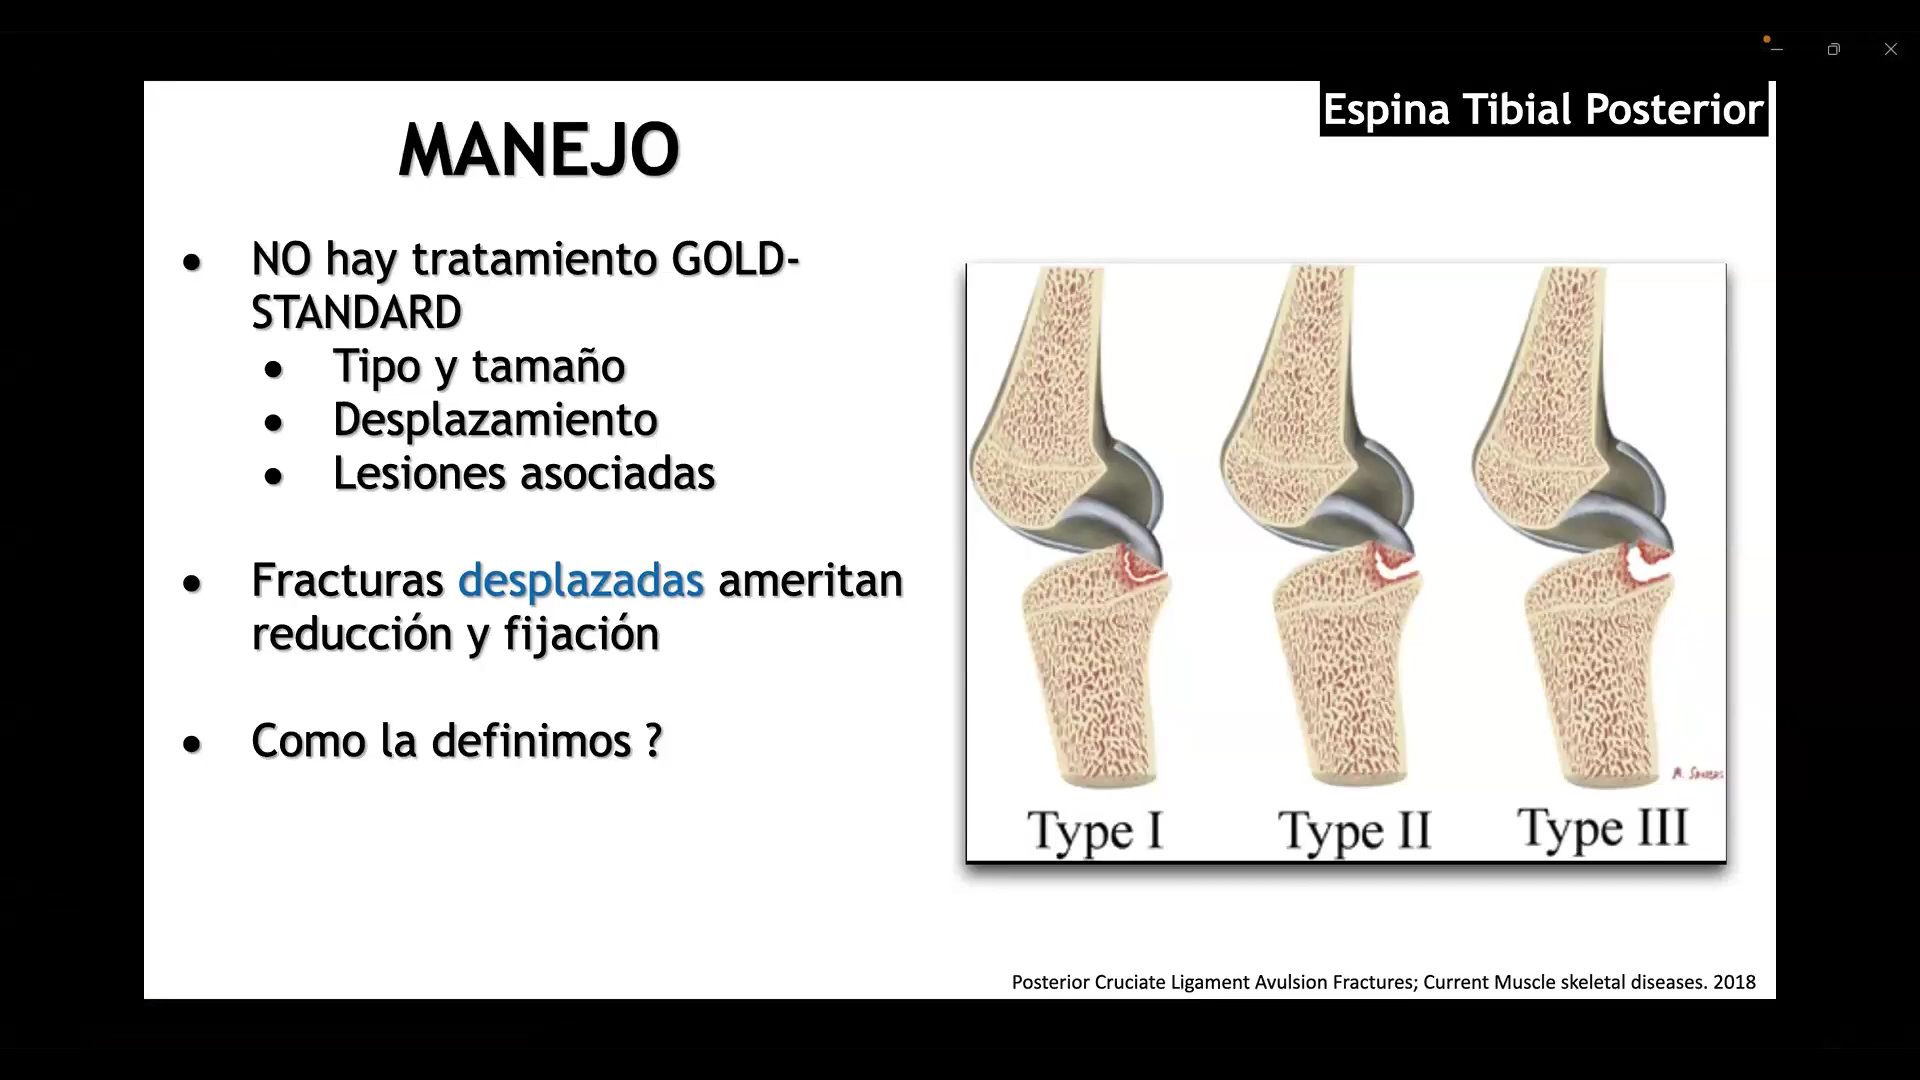 Espina Tibial Posterior
MANEJO
• NO hay tratamiento GOLD-
STANDARD
• Tipo y tamaño
• Desplazamiento
• Lesiones asociadas
• Fracturas desplazadas ameritan
reducción y fijación
• Como la definimos ?
Type I
Type II
Type III
Posterior Cruciate Ligament Avulsion Fractures; Current Muscle skeletal diseases. 2018